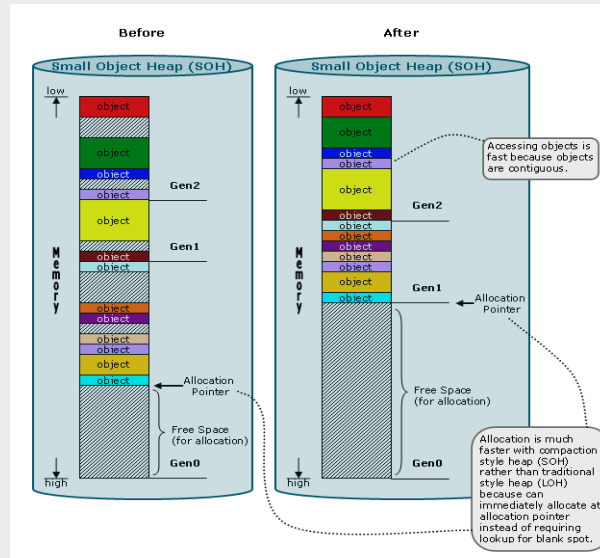 Before
Small Object Heap (SOH)
low
object
object
object
object
Gen2
object
Gen1
object
object
Memory
object
object
object
object
object
object
Allocation
Pointer
Free Space
(for allocation)
Gen0
high
After
Small Object Heap (SOH)
low
object
object
object
object
object
object
Gen2
object
object
object
object
object
object
object
Gen1
Memory
Allocation
Pointer
Free Space
(for allocation)
Gen0
high
Accessing objects is
fast because objects
are contiguous.
Allocation is much
faster with compaction
style heap (SOH)
rather than traditional
style heap (LOH)
because can
immediately allocate at
allocation pointer
instead of requiring
lookup for blank spot.